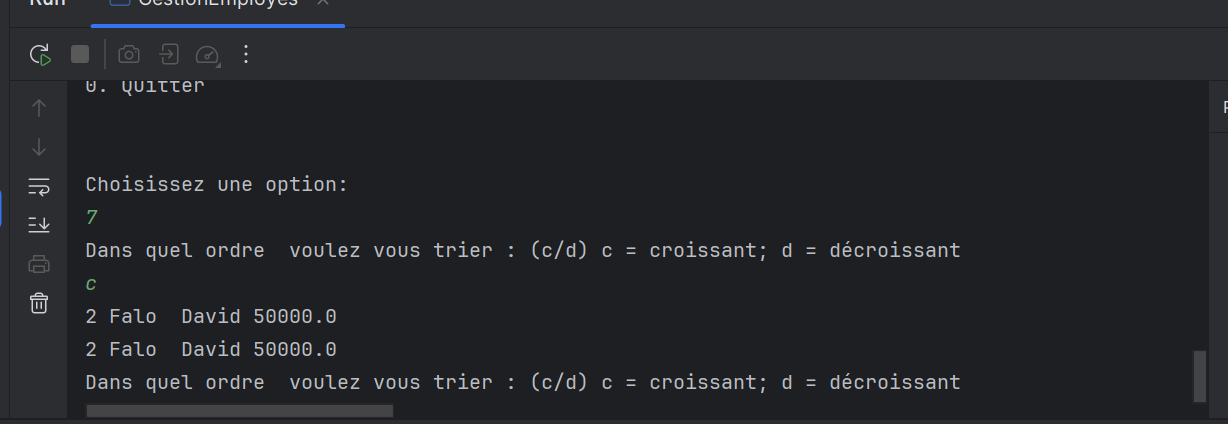 Run GestionEmployes
0. Quitter
Choisissez une option:
7
Dans quel ordre  voulez vous trier : (c/d) c = croissant; d = décroissant
c
2 Falo  David 50000.0
2 Falo  David 50000.0
Dans quel ordre  voulez vous trier : (c/d) c = croissant; d = décroissant